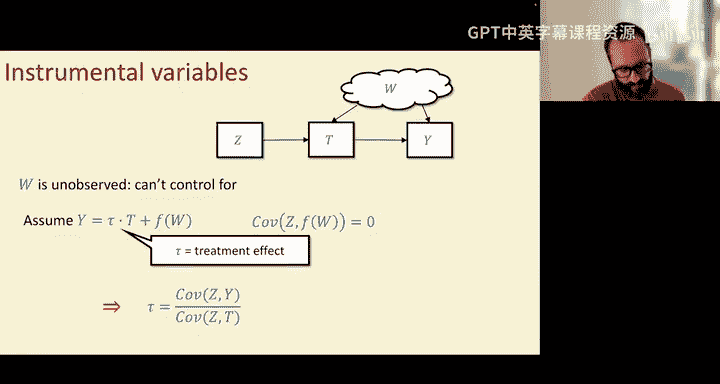 GPT中英字幕课程资源
Instrumental variables
W
Z
T
Y
W is unobserved: can't control for
Assume Y = τ · T + f(W)
Cov(Z, f(W)) = 0
τ = treatment effect
⇒ τ = Cov(Z, Y) / Cov(Z, T)